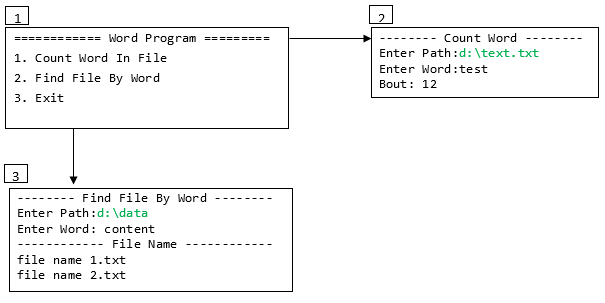 1
============ Word Program =========
1. Count Word In File
2. Find File By Word
3. Exit
2
-------- Count Word --------
Enter Path:d:\text.txt
Enter Word:test
Bout: 12
3
-------- Find File By Word --------
Enter Path:d:\data
Enter Word: content
------------ File Name ------------
file name 1.txt
file name 2.txt